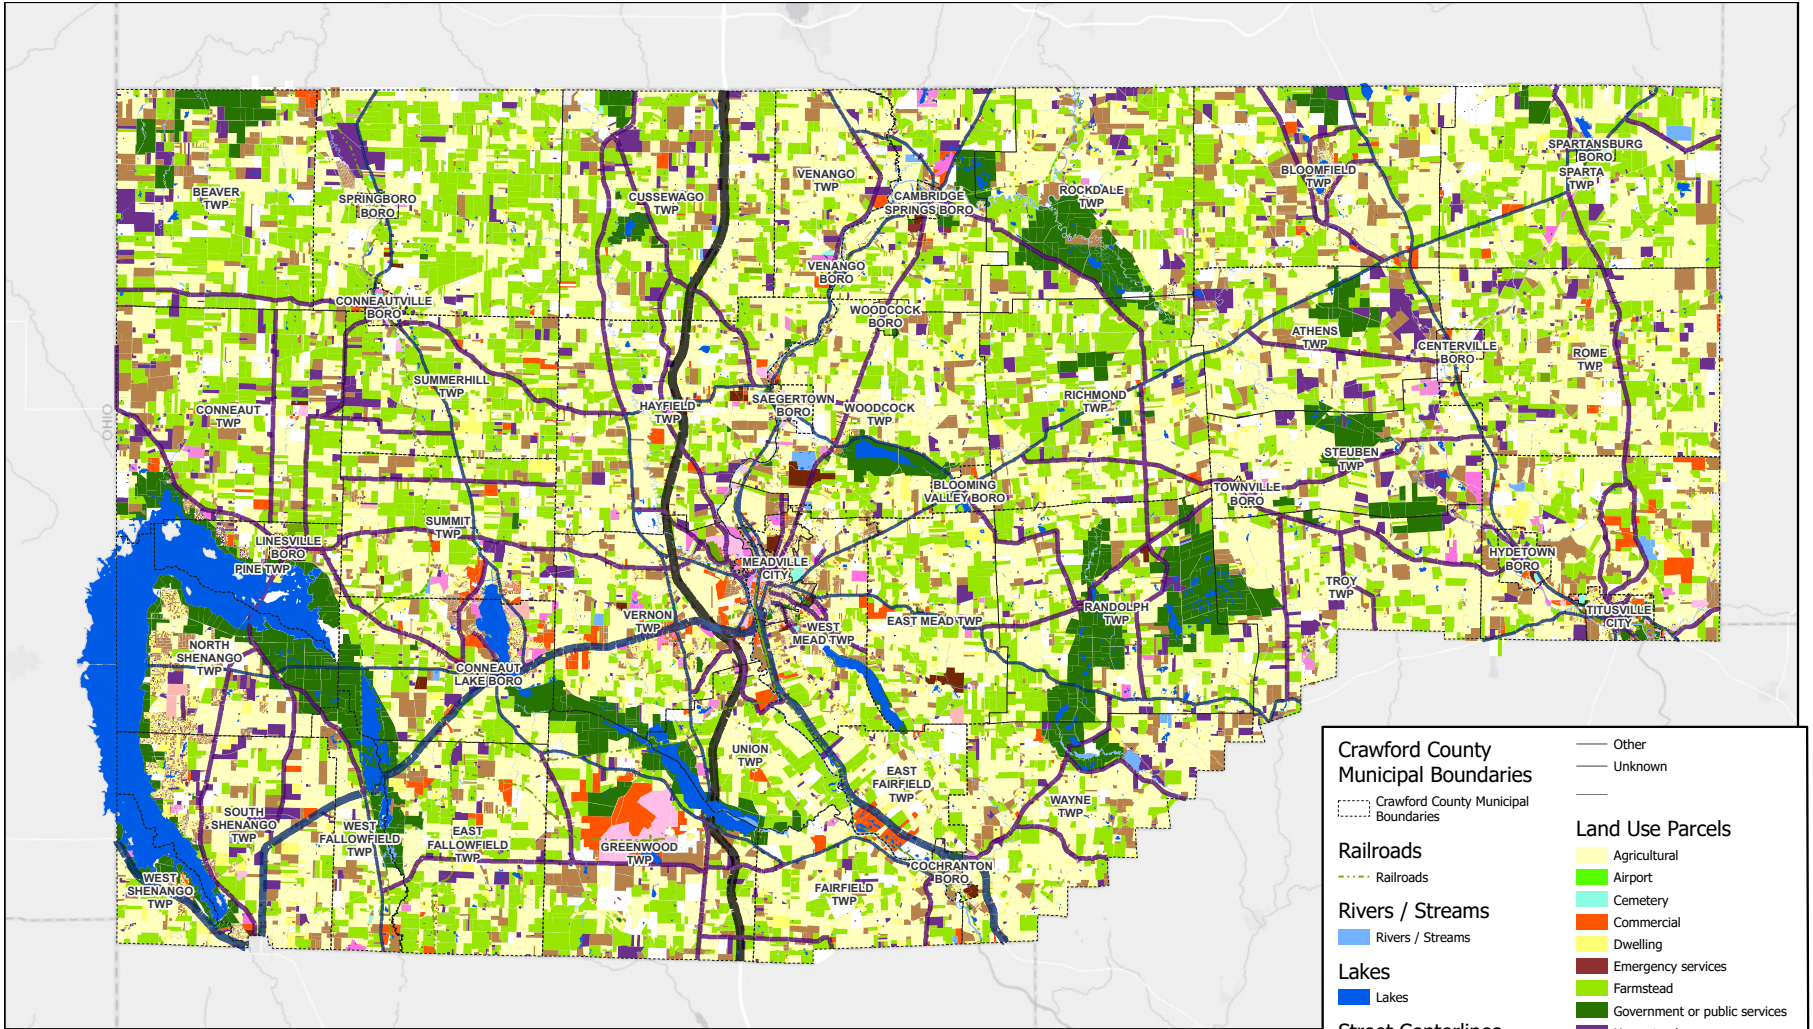 BEAVER
TWP
SPRINGBORO
BORO
CUSSEWAGO
TWP
VENANGO
TWP
CAMBRIDGE
SPRINGS BORO
ROCKDALE
TWP
BLOOMFIELD
TWP
SPARTANSBURG
BORO
SPARTA
TWP
VENANGO
BORO
CONNEAUTVILLE
BORO
WOODCOCK
BORO
ATHENS
TWP
CENTERVILLE
BORO
ROME
TWP
OHIO
CONNEAUT
TWP
SUMMERHILL
TWP
HAYFIELD
TWP
SAEGERTOWN
BORO
WOODCOCK
TWP
RICHMOND
TWP
STEUBEN
TWP
BLOOMING
VALLEY BORO
TOWNVILLE
BORO
LINESVILLE
BORO
PINE TWP
SUMMIT
TWP
MEADVILLE
CITY
HYDETOWN
BORO
TROY
TWP
TITUSVILLE
CITY
VERNON
TWP
WEST
MEAD TWP
EAST MEAD TWP
RANDOLPH
TWP
NORTH
SHENANGO
TWP
CONNEAUT
LAKE BORO
UNION
TWP
EAST
FAIRFIELD
TWP
WAYNE
TWP
SOUTH
SHENANGO
TWP
WEST
FALLOWFIELD
TWP
EAST
FALLOWFIELD
TWP
GREENWOOD
TWP
COCHRANTON
BORO
FAIRFIELD
TWP
WEST
SHENANGO
TWP
Crawford County
Municipal Boundaries
Crawford County Municipal
Boundaries
Railroads
Railroads
Rivers / Streams
Rivers / Streams
Lakes
Lakes
Street Centerlines
Other
Unknown
Land Use Parcels
Agricultural
Airport
Cemetery
Commercial
Dwelling
Emergency services
Farmstead
Government or public services